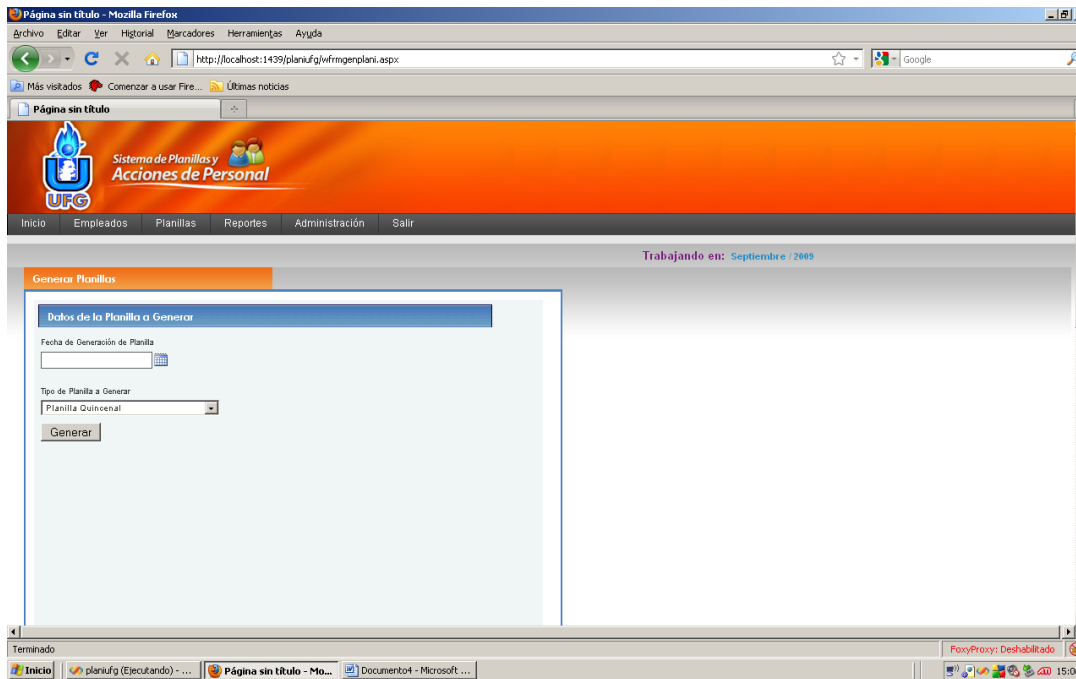 Página sin título - Mozilla Firefox
Archivo Editar Ver Historial Marcadores Herramientas Ayuda
http://localhost:1439/planiufg/wfrmgenplani.aspx
Google
Más visitados Comenzar a usar Fire... Últimas noticias
Página sin título
UFG
Sistema de Planillas y
Acciones de Personal
Inicio Empleados Planillas Reportes Administración Salir
Trabajando en: Septiembre / 2009
Generar Planillas
Datos de la Planilla a Generar
Fecha de Generación de Planilla
Tipo de Planilla a Generar
Planilla Quincenal
Generar
Terminado
FoxyProxy: Deshabilitado
Inicio planiufg (Ejecutando) - ... Página sin título - Mo... Documento4 - Microsoft ...